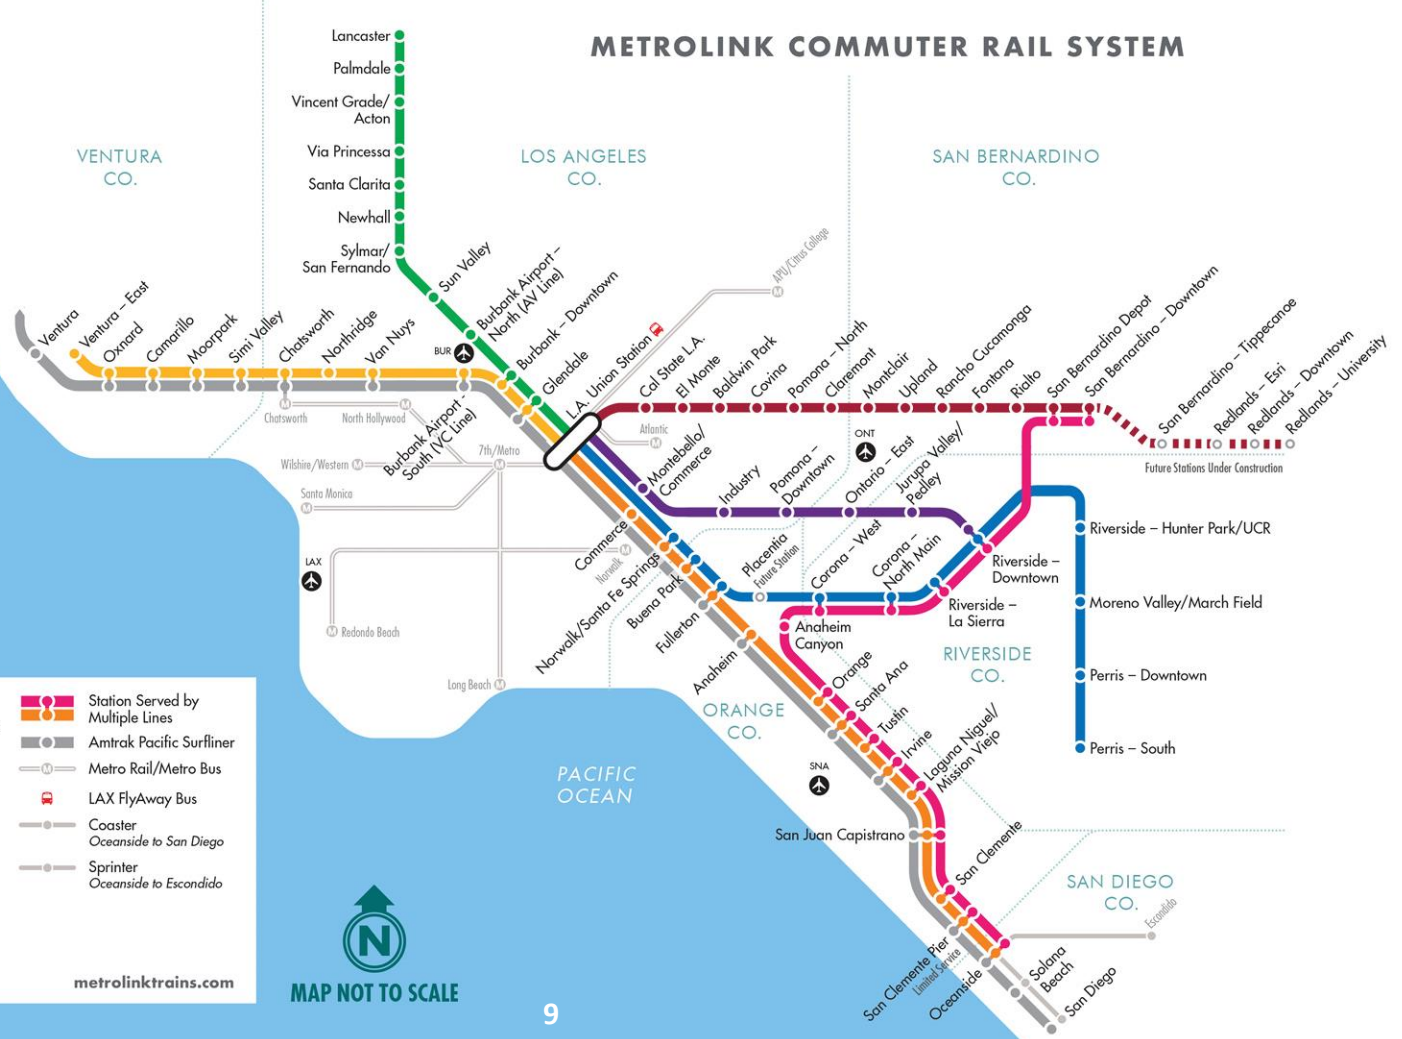 METROLINK COMMUTER RAIL SYSTEM
Lancaster
Palmdale
Vincent Grade/
Acton
Via Princessa
Santa Clarita
Newhall
Sylmar/
San Fernando
VENTURA
CO.
LOS ANGELES
CO.
SAN BERNARDINO
CO.
Sun Valley
Burbank Airport –
North (AV Line)
Burbank – Downtown
Glendale
L.A. Union Station
APU/Citrus College
Ventura
Ventura – East
Oxnard
Camarillo
Moorpark
Simi Valley
Chatsworth
Northridge
Van Nuys
BUR
Burbank Airport -
South (VC Line)
M
Chatsworth
M
North Hollywood
Wilshire/Western M
7th/Metro
M
Santa Monica
M
LAX
M Redondo Beach
Long Beach M
Atlantic
M
M
M
Norwalk
Cal State L.A.
El Monte
Baldwin Park
Covina
Pomona – North
Claremont
Montclair
Upland
Rancho Cucamonga
Fontana
Rialto
San Bernardino Depot
San Bernardino – Downtown
San Bernardino – Tippecanoe
Redlands – Esri
Redlands – Downtown
Redlands – University
Future Stations Under Construction
ONT
Montebello/
Commerce
Industry
Pomona –
Downtown
Ontario – East
Jurupa Valley/
Pedley
Commerce
Norwalk/Santa Fe Springs
Buena Park
Fullerton
Anaheim
Placentia
Future Station
Corona – West
Corona –
North Main
Riverside –
Downtown
Riverside –
La Sierra
Riverside – Hunter Park/UCR
Moreno Valley/March Field
Perris – Downtown
Perris – South
RIVERSIDE
CO.
Anaheim
Canyon
Orange
Santa Ana
Tustin
Irvine
Laguna Niguel/
Mission Viejo
ORANGE
CO.
SNA
San Juan Capistrano
San Clemente
San Clemente Pier
Limited Service
Oceanside
Solana
Beach
San Diego
Escondido
SAN DIEGO
CO.
PACIFIC
OCEAN
Station Served by
Multiple Lines
Amtrak Pacific Surfliner
M Metro Rail/Metro Bus
LAX FlyAway Bus
Coaster
Oceanside to San Diego
Sprinter
Oceanside to Escondido
metrolinktrains.com
N
MAP NOT TO SCALE
9